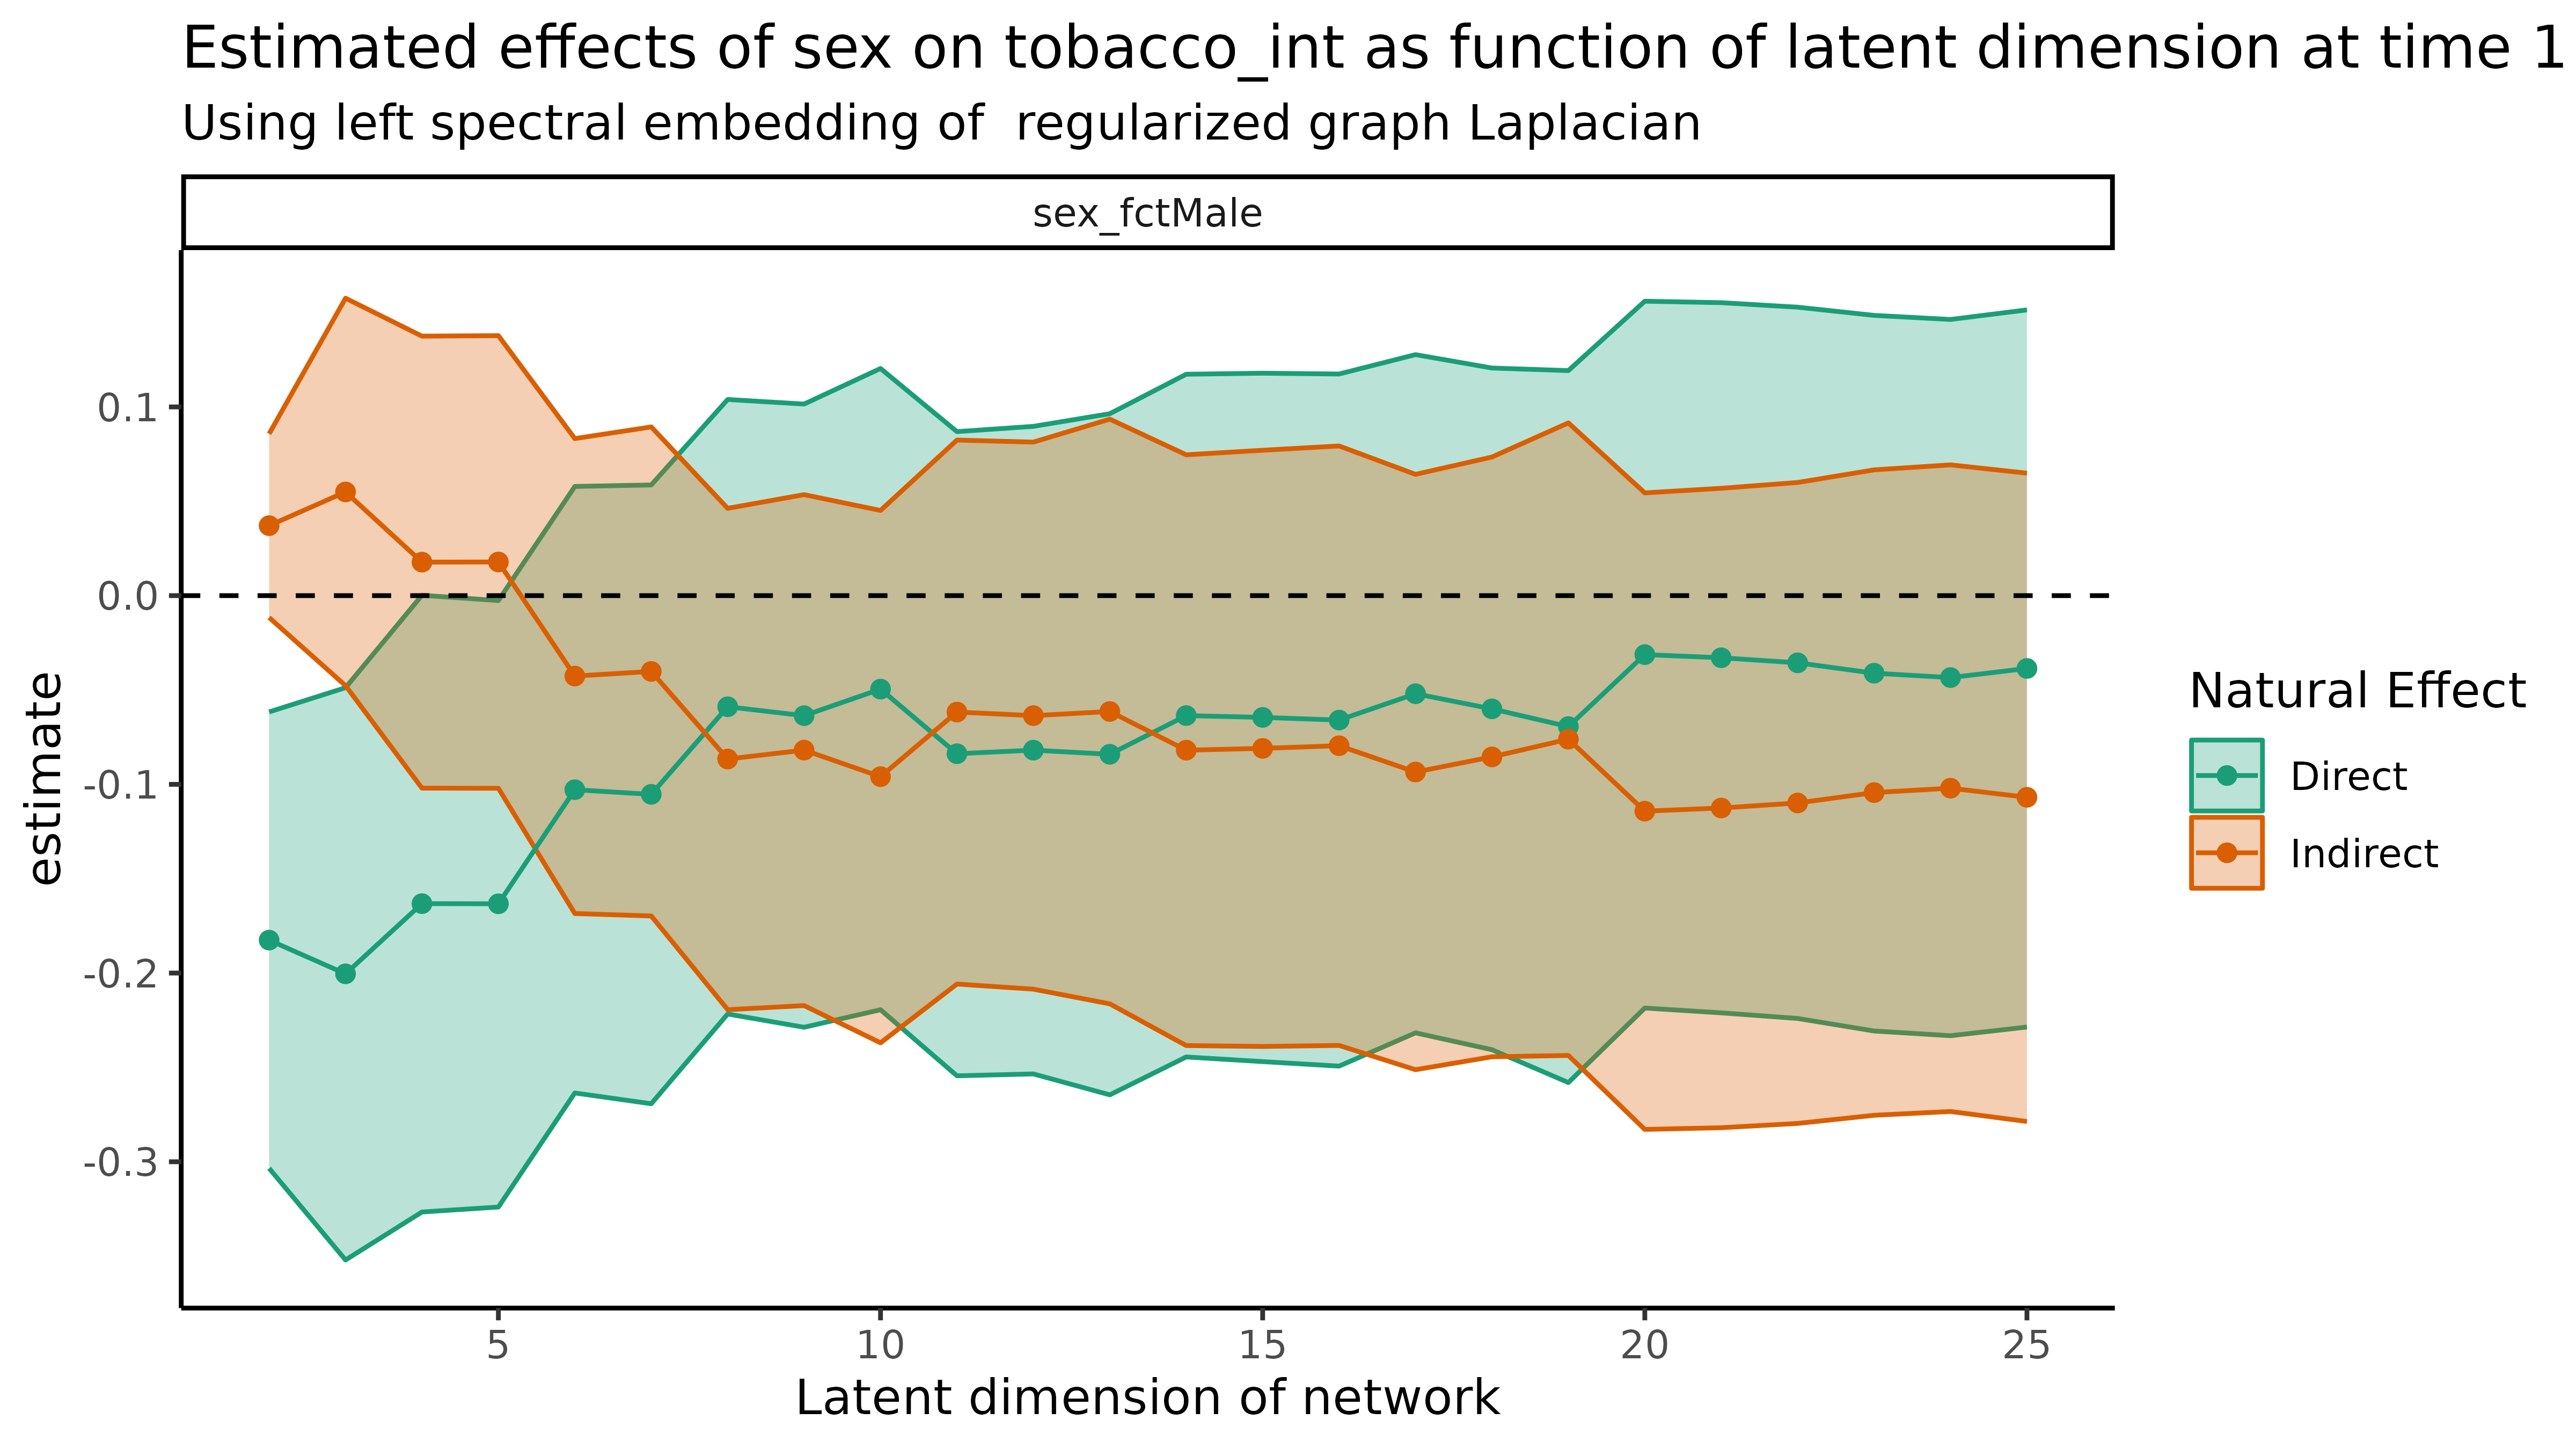 Estimated effects of sex on tobacco_int as function of latent dimension at time 1
Using left spectral embedding of  regularized graph Laplacian
sex_fctMale
0.1
0.0
-0.1
-0.2
-0.3
estimate
5
10
15
20
25
Latent dimension of network
Natural Effect
Direct
Indirect